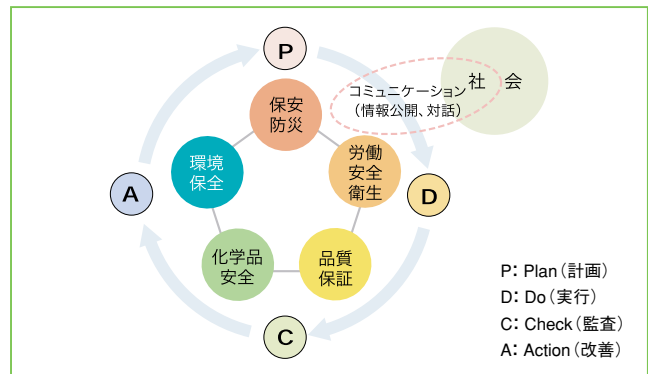 P
コミュニケーション
（情報公開、対話）
社 会
保安
防災
環境
保全
労働
安全
衛生
A
D
化学品
安全
品質
保証
C
P： Plan（計画）
D： Do（実行）
C： Check（監査）
A： Action（改善）